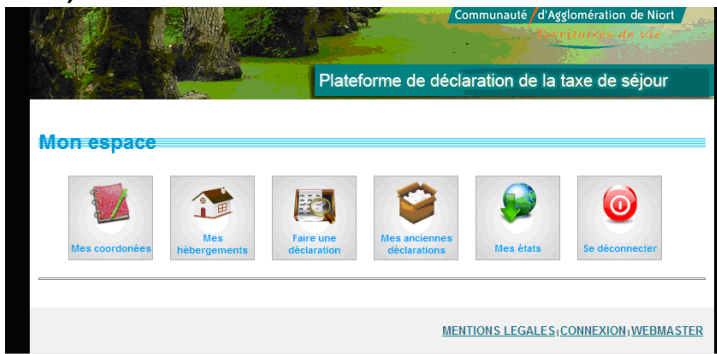 Communauté d'Agglomération de Niort
Territoires de vie
Plateforme de déclaration de la taxe de séjour
Mon espace
Mes coordonées
Mes hébergements
Faire une déclaration
Mes anciennes déclarations
Mes états
Se déconnecter
MENTIONS LEGALES | CONNEXION | WEBMASTER